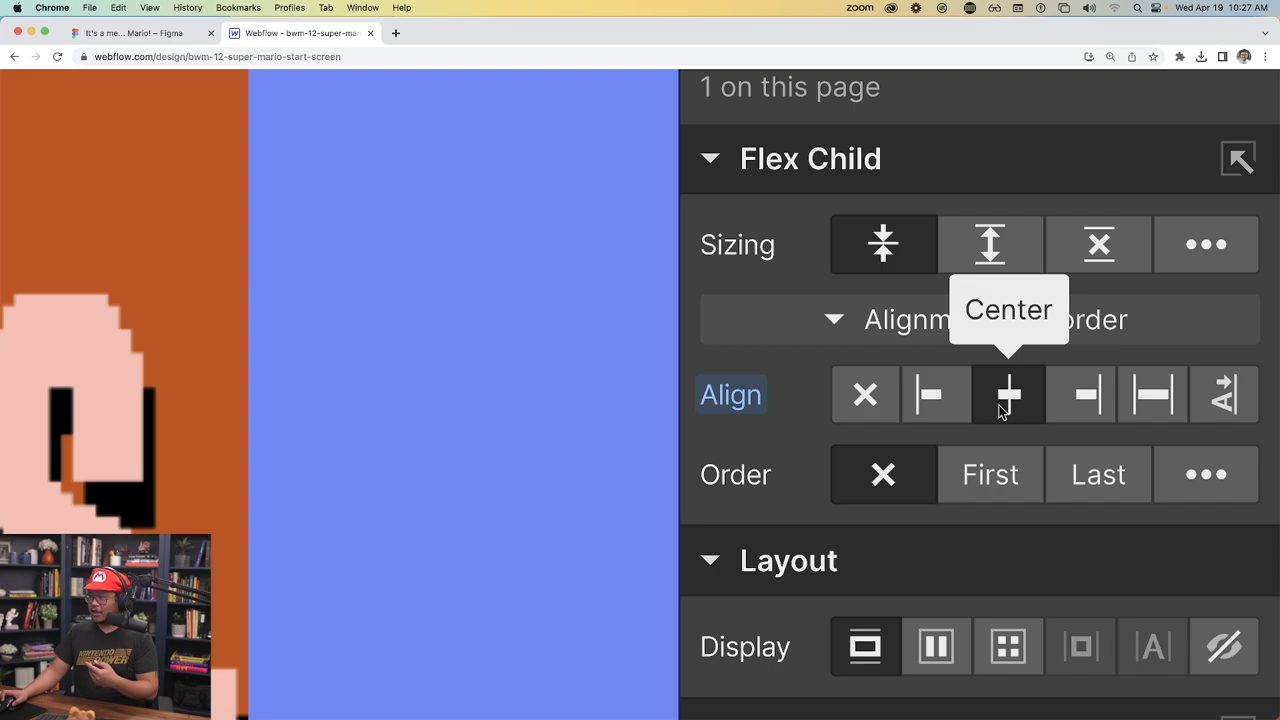 Chrome File Edit View History Bookmarks Profiles Tab Window Help zoom Wed Apr 19 10:27 AM
It's a me... Mario! – Figma
Webflow - bwm-12-super-mar
webflow.com/design/bwm-12-super-mario-start-screen
1 on this page
Flex Child
Sizing
Center
Alignm order
Align
Order First Last
Layout
Display
M
NINTENDO
POWER